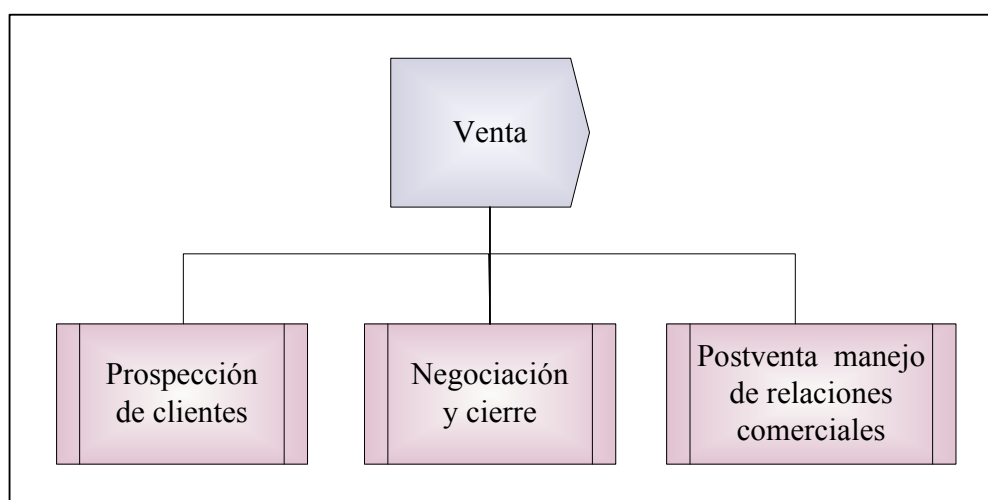 Venta
Prospección
de clientes
Negociación
y cierre
Postventa manejo
de relaciones
comerciales